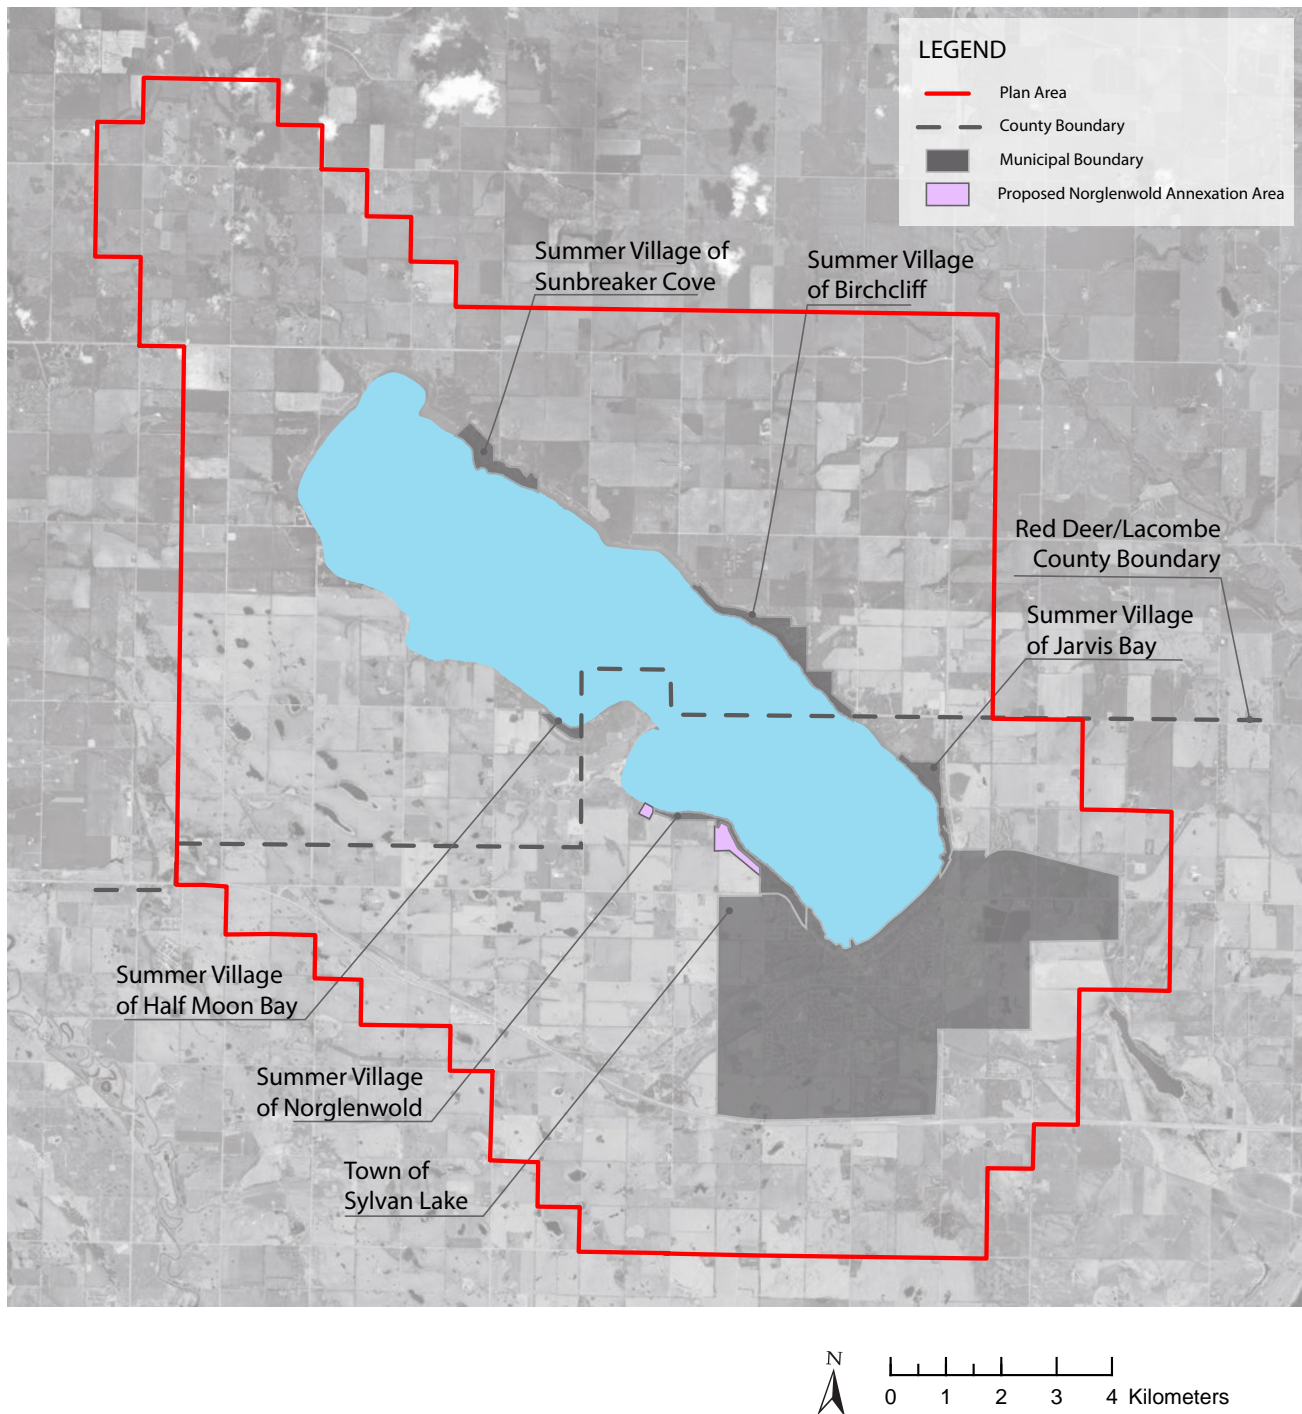 LEGEND
Plan Area
County Boundary
Municipal Boundary
Proposed Norglenwold Annexation Area
Summer Village of
Sunbreaker Cove
Summer Village
of Birchcliff
Red Deer/Lacombe
County Boundary
Summer Village
of Jarvis Bay
Summer Village
of Half Moon Bay
Summer Village
of Norglenwold
Town of
Sylvan Lake
N
0 1 2 3 4 Kilometers